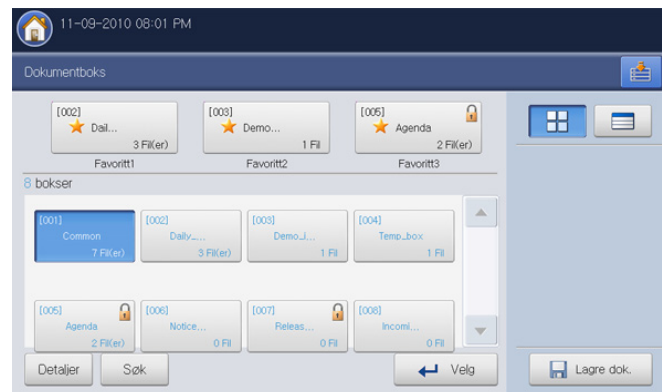 11-09-2010 08:01 PM
Dokumentboks
[002]
Dail...
3 Fil(er)
[003]
Demo...
1 Fil
[005]
Agenda
2 Fil(er)
Favoritt1
Favoritt2
Favoritt3
8 bokser
[001]
Common
7 Fil(er)
[002]
Daily_...
3 Fil(er)
[003]
Demo_i...
1 Fil
[004]
Temp_box
1 Fil
[005]
Agenda
2 Fil(er)
[006]
Notice...
0 Fil
[007]
Releas...
0 Fil
[008]
Incomi...
0 Fil
Detaljer
Søk
Velg
Lagre dok.